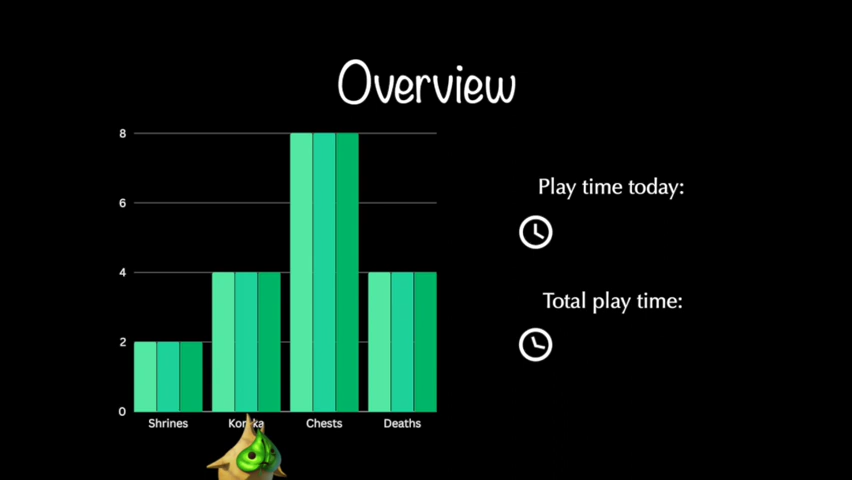 Overview
8
6
4
2
0
Shrines
Chests
Deaths
Play time today:
Total play time: